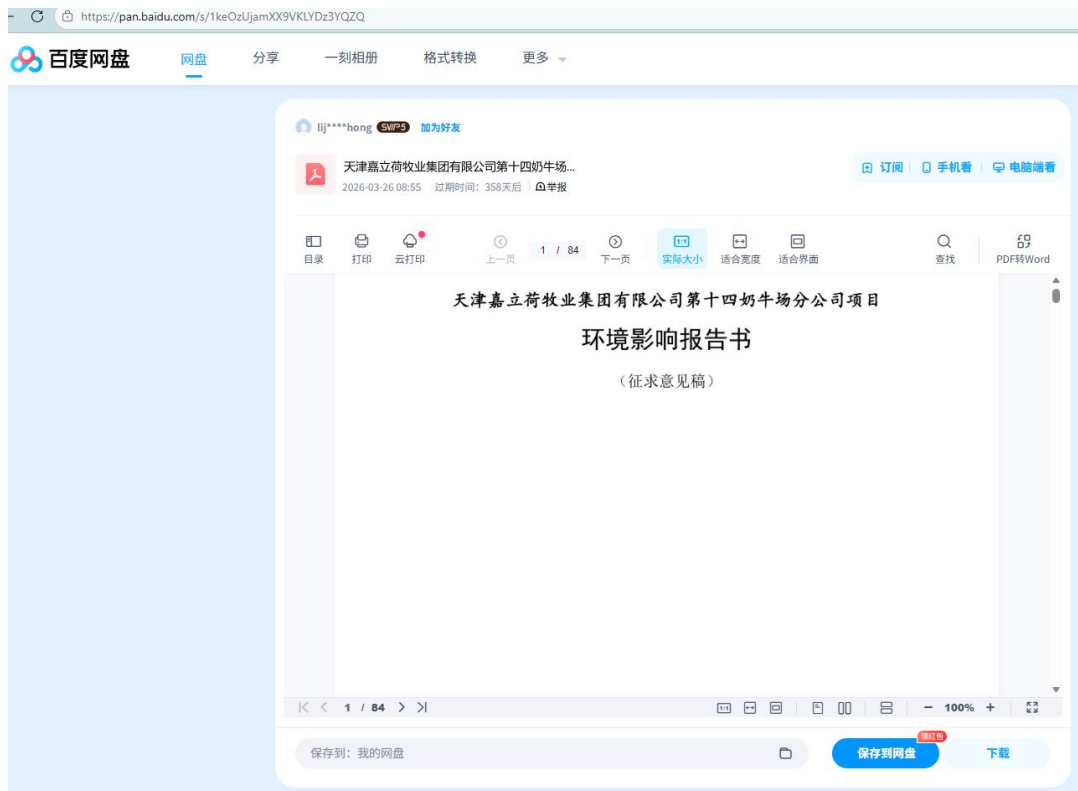 https://pan.baidu.com/s/1keOzUjamXX9VKLYDz3YQZQ
百度网盘 网盘 分享 一刻相册 格式转换 更多
lij****hong SVIP5 加为好友
天津嘉立荷牧业集团有限公司第十四奶牛场...
2026-03-26 08:55 过期时间：358天后 举报
订阅 手机看 电脑端看
目录 打印 云打印 上一页 1 / 84 下一页 1:1 实际大小 适合宽度 适合界面 查找 PDF转Word
天津嘉立荷牧业集团有限公司第十四奶牛场分公司项目
环境影响报告书
（征求意见稿）
1 / 84 1:1 100%
保存到：我的网盘 保存到网盘 领红包 下载